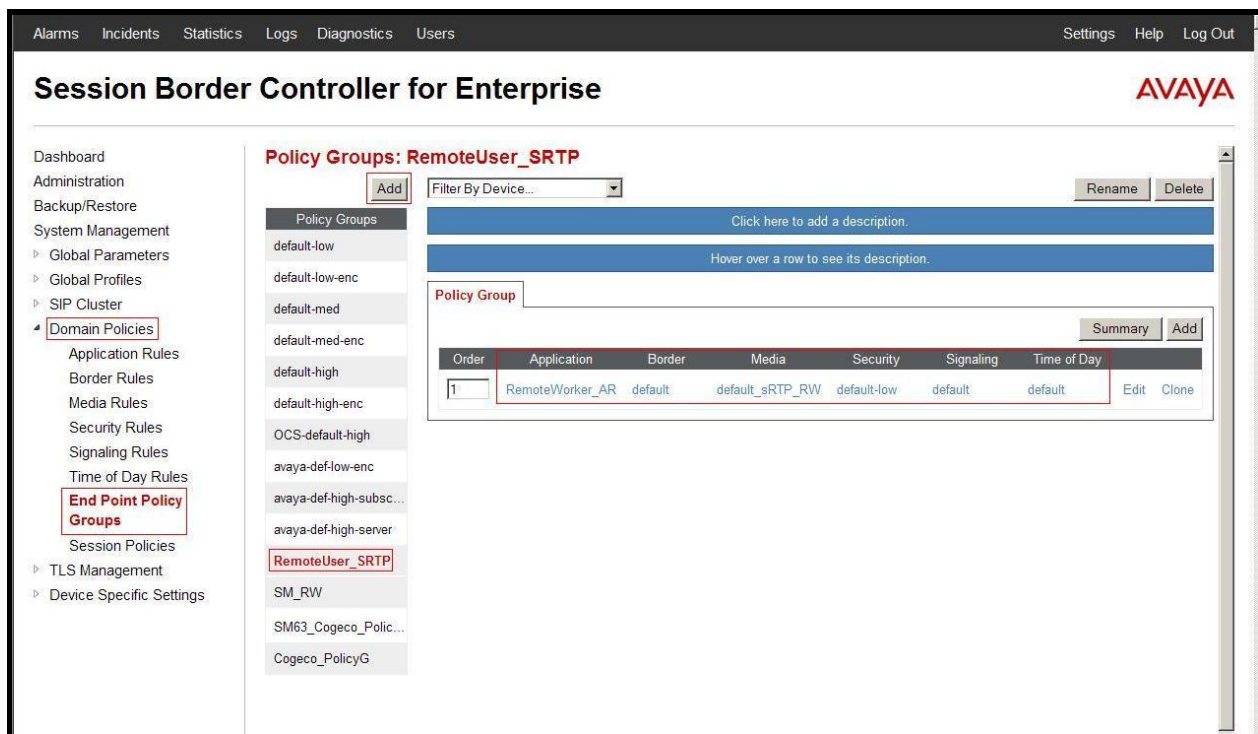 Alarms Incidents Statistics Logs Diagnostics Users Settings Help Log Out
Session Border Controller for Enterprise
AVAYA
Dashboard
Administration
Backup/Restore
System Management
Global Parameters
Global Profiles
SIP Cluster
Domain Policies
Application Rules
Border Rules
Media Rules
Security Rules
Signaling Rules
Time of Day Rules
End Point Policy
Groups
Session Policies
TLS Management
Device Specific Settings
Policy Groups: RemoteUser_SRTP
Add
Filter By Device...
Rename Delete
Policy Groups
default-low
default-low-enc
default-med
default-med-enc
default-high
default-high-enc
OCS-default-high
avaya-def-low-enc
avaya-def-high-subsc...
avaya-def-high-server
RemoteUser_SRTP
SM_RW
SM63_Cogeco_Polic...
Cogeco_PolicyG
Click here to add a description.
Hover over a row to see its description.
Policy Group
Summary Add
Order Application Border Media Security Signaling Time of Day
1 RemoteWorker_AR default default_sRTP_RW default-low default default Edit Clone